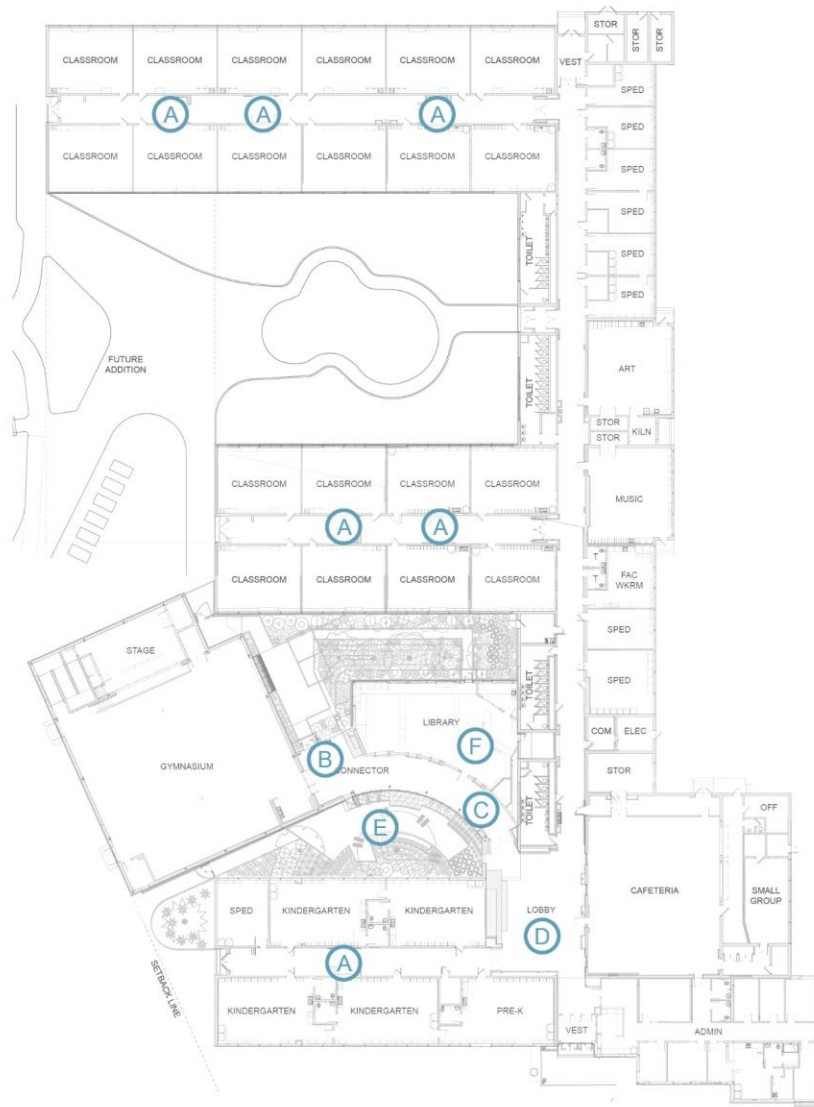 STOR
STOR
STOR
VEST
CLASSROOM CLASSROOM CLASSROOM CLASSROOM CLASSROOM CLASSROOM
SPED
A A A
SPED
CLASSROOM CLASSROOM CLASSROOM CLASSROOM CLASSROOM CLASSROOM
SPED
SPED
TOILET
SPED
SPED
FUTURE
ADDITION
ART
TOILET
STOR
STOR
KILN
CLASSROOM CLASSROOM CLASSROOM CLASSROOM
MUSIC
A A
T
T
FAC
WKRM
CLASSROOM CLASSROOM CLASSROOM CLASSROOM
SPED
STAGE
SPED
TOILET
LIBRARY
COM
ELEC
F
B
GYMNASIUM
CONNECTOR
STOR
C
TOILET
OFF
E
CAFETERIA
SMALL
GROUP
SPED
KINDERGARTEN KINDERGARTEN
LOBBY
D
A
SETBACK LINE
KINDERGARTEN KINDERGARTEN PRE-K
VEST
ADMIN